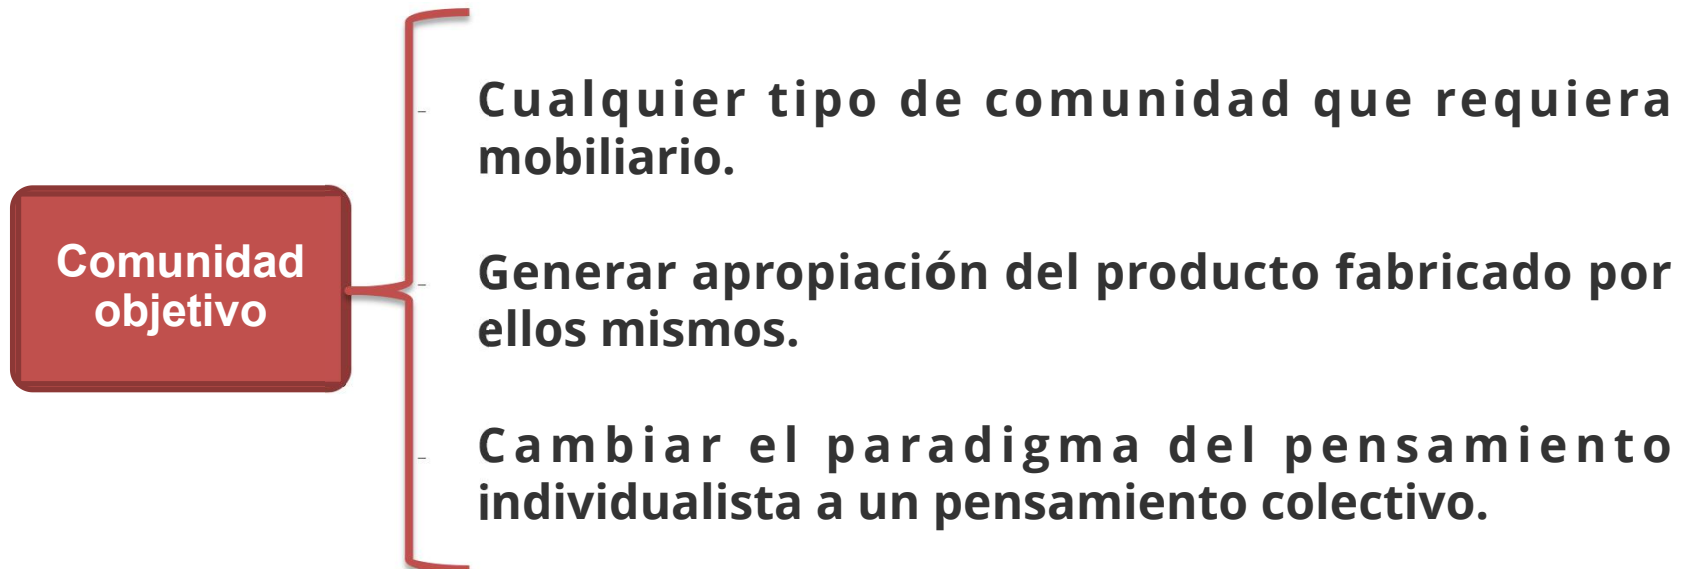 Comunidad
objetivo
- Cualquier tipo de comunidad que requiera
mobiliario.
- Generar apropiación del producto fabricado por
ellos mismos.
- Cambiar el paradigma del pensamiento
individualista a un pensamiento colectivo.